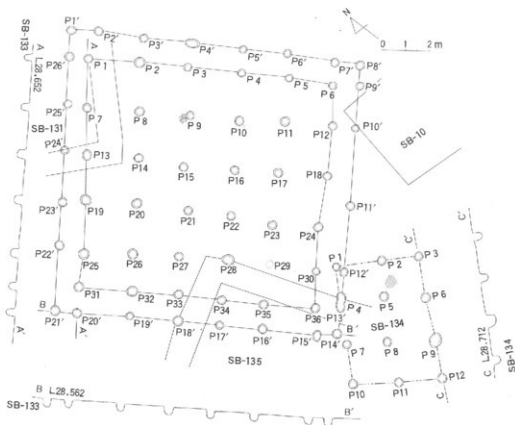 SB-133
P1'
P2'
P3'
P4'
P5'
P6'
P7'
P8'
N
0 1 2m
A
L28.652
P26'
A
P1
P2
P3
P4
P5
P6
P9'
P25'
SB-131
P7
P8
P9
P10
P11
P12
P10'
SB-10
P24'
P13
P14
P15
P16
P17
P18
P23'
P19
P20
P21
P22
P23
P24
P11'
P22'
P25
P26
P27
P28
P29
P30
P1
P12'
P2
C'
P3
C'
P31
P32
P33
P34
P35
P36
P13'
P4
P5
P6
SB-134
B
P21'
P20'
P19'
P18'
P17'
P16'
P15'
P14'
B'
A'
A'
SB-135
P7
P8
P9
L28.712
SB-134
P10
P11
P12
C
C
B
L28.562
SB-133
B'